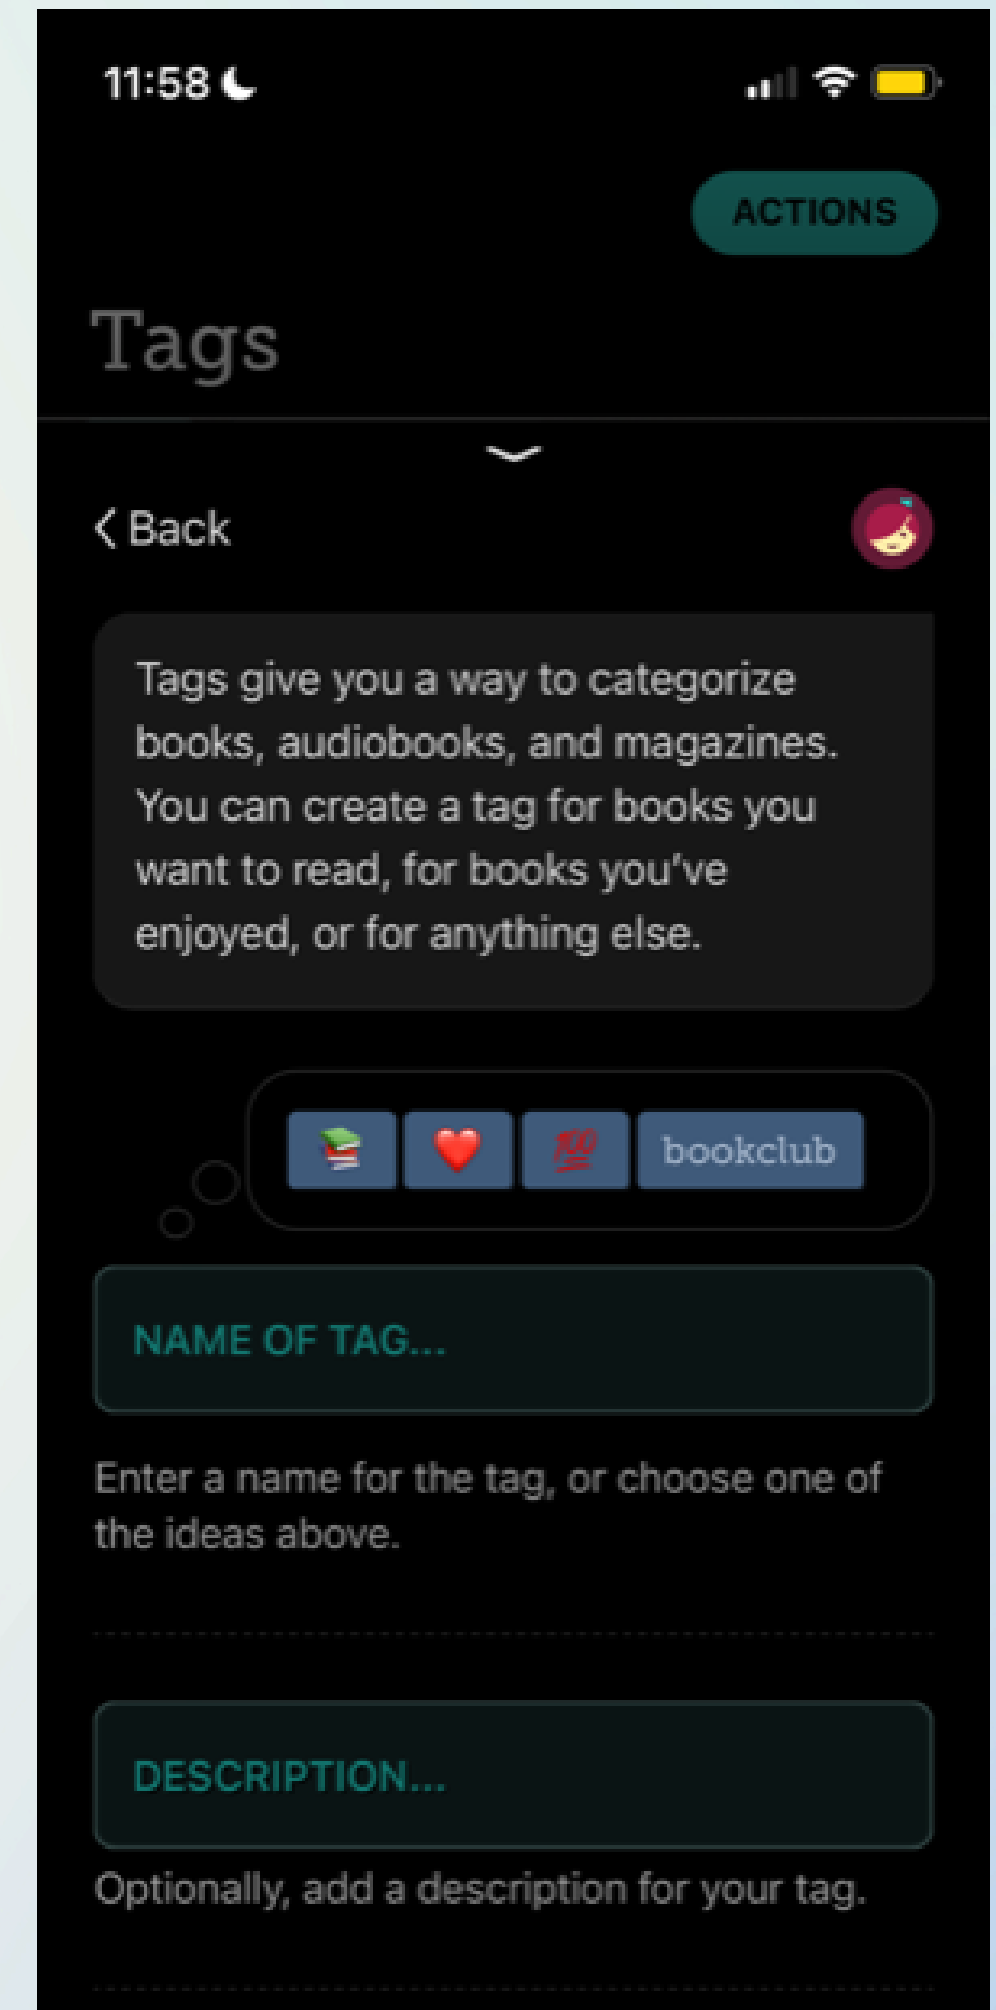 11:58
ACTIONS
Tags
Back
Tags give you a way to categorize
books, audiobooks, and magazines.
You can create a tag for books you
want to read, for books you’ve
enjoyed, or for anything else.
📚 ❤️ 💯 bookclub
NAME OF TAG...
Enter a name for the tag, or choose one of
the ideas above.
DESCRIPTION...
Optionally, add a description for your tag.